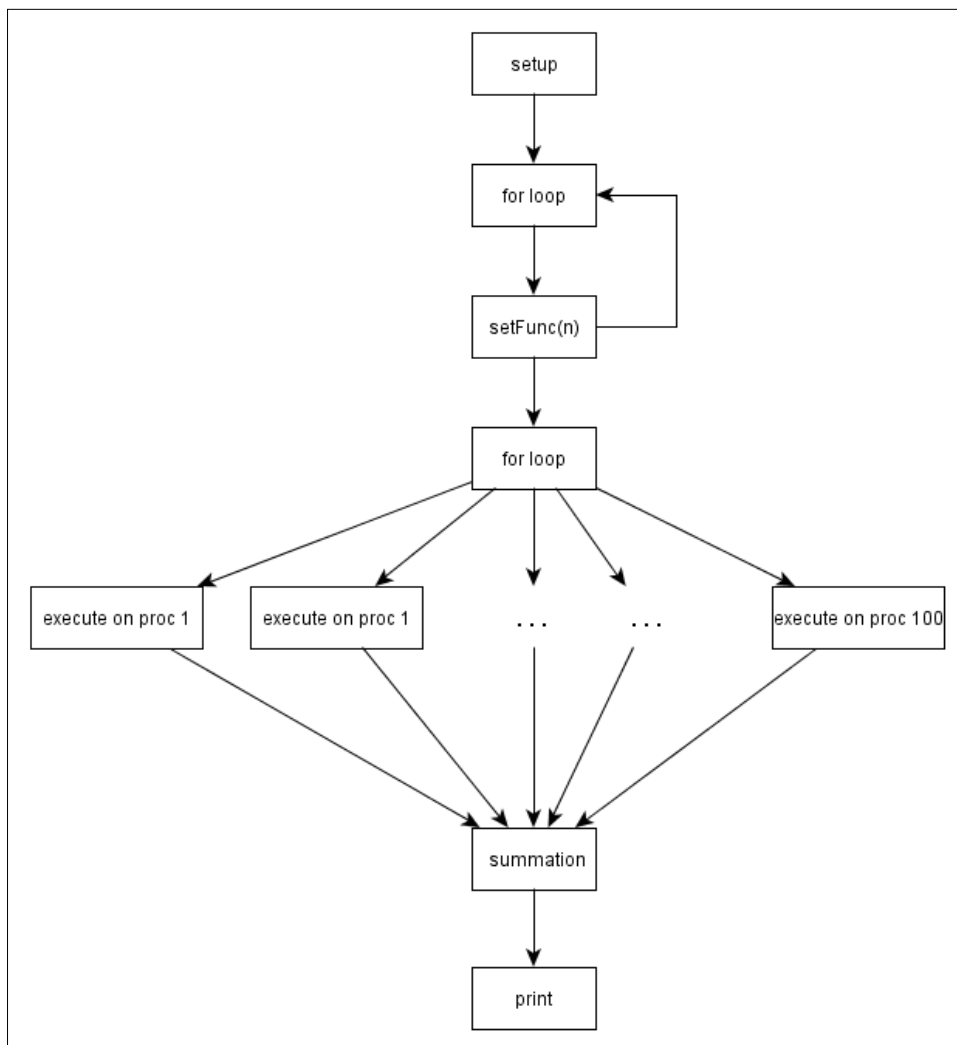 setup
for loop
setFunc(n)
for loop
execute on proc 1
execute on proc 1
...
...
execute on proc 100
summation
print